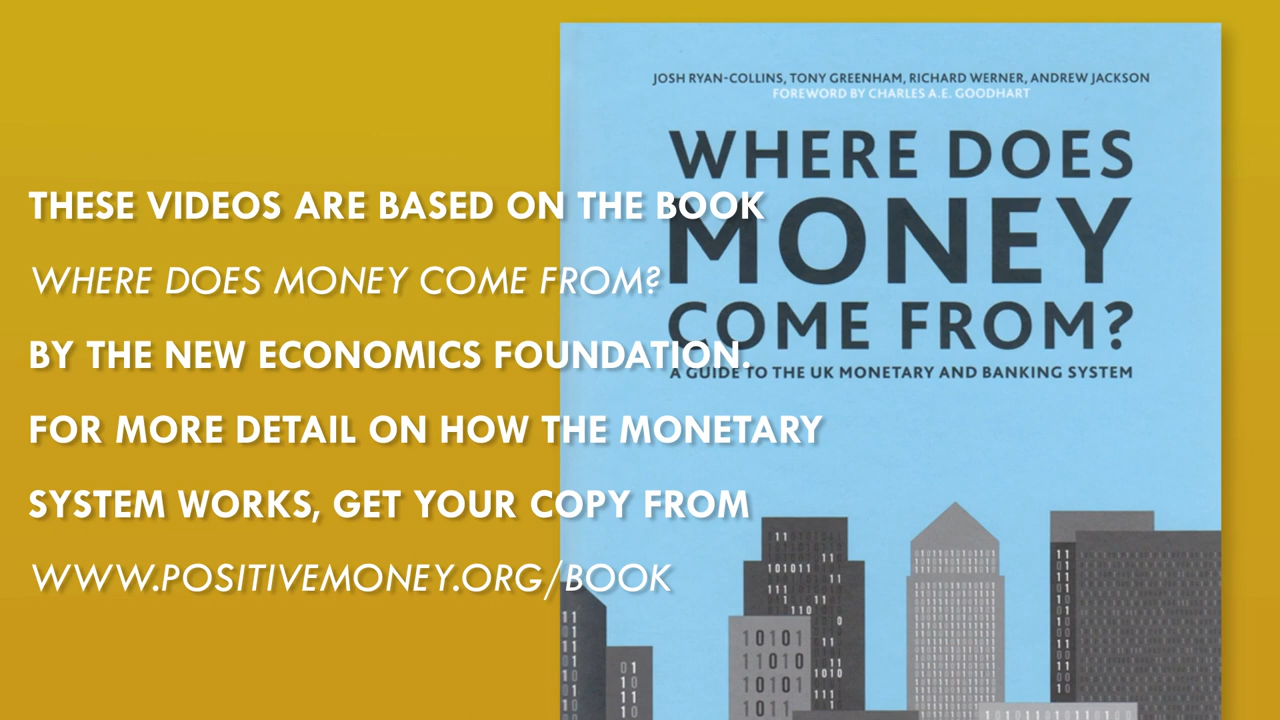 THESE VIDEOS ARE BASED ON THE BOOK
WHERE DOES MONEY COME FROM?
BY THE NEW ECONOMICS FOUNDATION.
FOR MORE DETAIL ON HOW THE MONETARY
SYSTEM WORKS, GET YOUR COPY FROM
WWW.POSITIVEMONEY.ORG/BOOK
JOSH RYAN-COLLINS, TONY GREENHAM, RICHARD WERNER, ANDREW JACKSON
FOREWORD BY CHARLES A.E. GOODHART
WHERE DOES
MONEY
COME FROM?
A GUIDE TO THE UK MONETARY AND BANKING SYSTEM